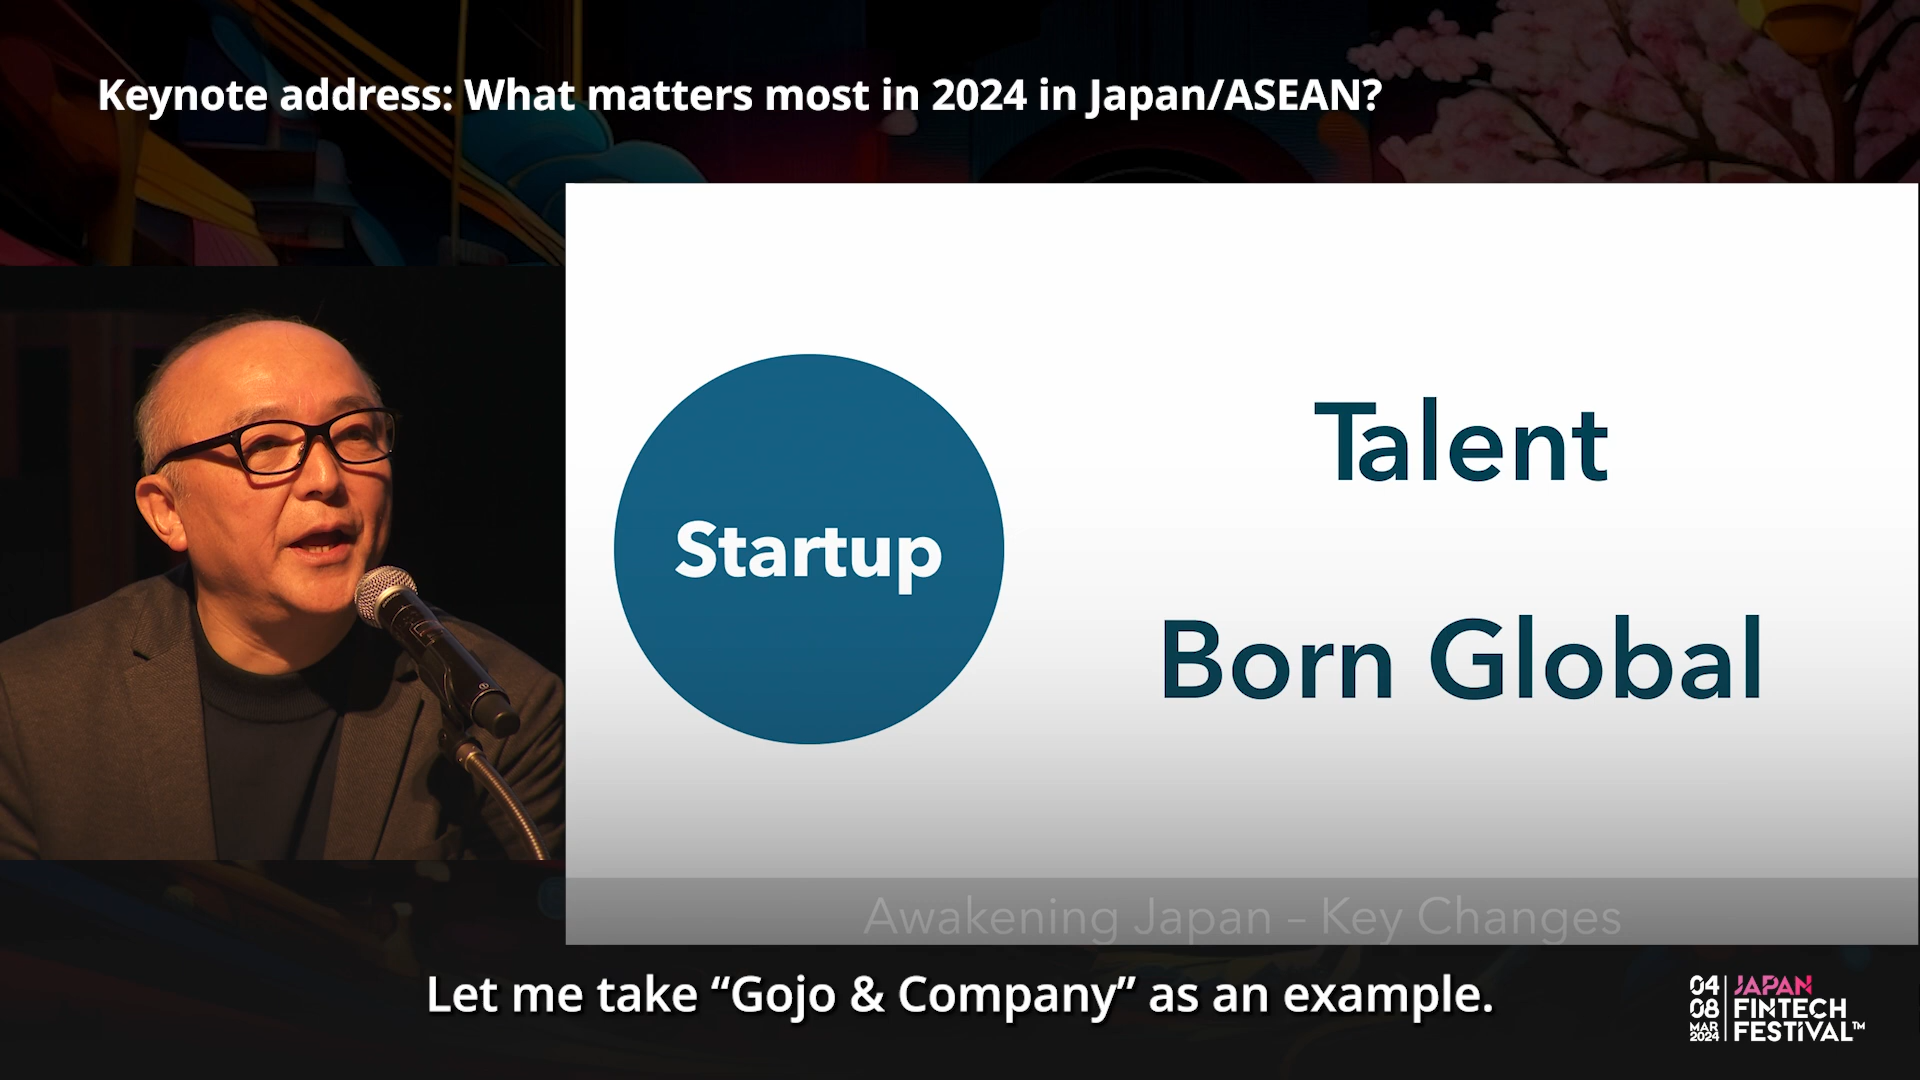 Keynote address: What matters most in 2024 in Japan/ASEAN?
Startup
Talent
Born Global
Awakening Japan – Key Changes
Let me take “Gojo & Company” as an example.
04
08
MAR
2024
JAPAN
FINTECH
FESTIVAL™